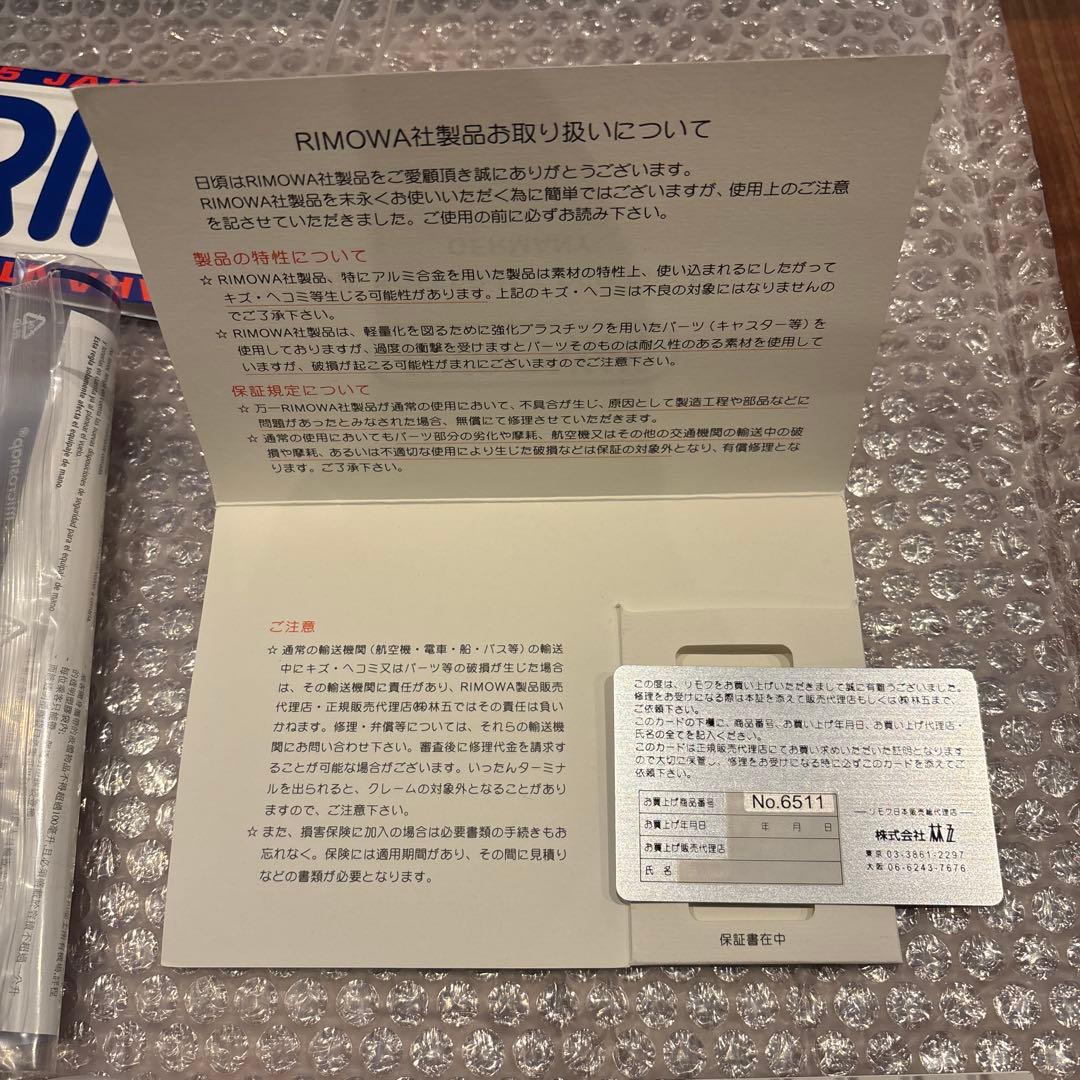 5 JAH
RIM
RIMOWA社製品お取り扱いについて
日頃はRIMOWA社製品をご愛顧頂き誠にありがとうございます。
RIMOWA社製品を末永くお使いいただく為に簡単ではございますが、使用上のご注意
を記させていただきました。ご使用の前に必ずお読み下さい。
GERMANY
製品の特性について
☆ RIMOWA社製品、特にアルミ合金を用いた製品は素材の特性上、使い込まれるにしたがって
キズ・ヘコミ等生じる可能性があります。上記のキズ・ヘコミは不良の対象にはなりませんの
でご了承下さい。
☆ RIMOWA社製品は、軽量化を図るために強化プラスチックを用いたパーツ（キャスター等）を
使用しておりますが、過度の衝撃を受けますとパーツそのものは耐久性のある素材を使用して
いますが、破損が起こる可能性がまれにございますのでご注意下さい。
保証規定について
☆ 万一RIMOWA社製品が通常の使用において、不具合が生じ、原因として製造工程や部品などに
問題があったとみなされた場合、無償にて修理させていただきます。
☆ 通常の使用においてもパーツ部分の劣化や摩耗、航空機又はその他の交通機関の輸送中の破
損や摩耗、あるいは不適切な使用により生じた破損などは保証の対象外となり、有償修理とな
ります。ご了承下さい。
ご注意
☆ 通常の輸送機関（航空機・電車・船・バス等）の輸送
中にキズ・ヘコミ又はパーツ等の破損が生じた場合
は、その輸送機関に責任があり、RIMOWA製品販売
代理店・正規販売代理店㈱林五ではその責任は負い
かねます。修理・弁償等については、それらの輸送機
関にお問い合わせ下さい。審査後に修理代金を請求す
ることが可能な場合がございます。いったんターミナ
ルを出られると、クレームの対象外となることがあり
ますので、ご注意下さい。
☆ また、損害保険に加入の場合は必要書類の手続きもお
忘れなく。保険には適用期間があり、その間に見積り
などの書類が必要となります。
この度は、リモワをお買い上げいただきまして誠に有難うございました。
修理をお受けになる際は本証を添えて販売代理店もしくは㈱林五まで、
ご依頼下さい。
このカードの下欄に、商品番号、お買い上げ年月日、お買い上げ代理店・
氏名の全てを記入ください。
このカードは正規販売代理店にてお買い求めいただいた証明となります
ので大切に保管し、修理をお受けになる時に必ずこのカードを添えてご
依頼下さい。
お買上げ商品番号 No.6511
お買上げ年月日 年 月 日
お買上げ販売代理店
氏 名
リモワ日本販売総代理店
株式会社 林五
東京 03-3861-2297
大阪 06-6243-7676
保証書在中
Esta regla solamente afecta el equipaje de mano.